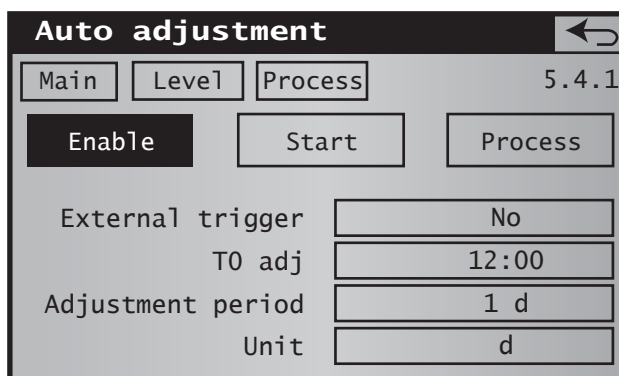 Auto adjustment
Main Level Process 5.4.1
Enable Start Process
External trigger No
TO adj 12:00
Adjustment period 1 d
Unit d